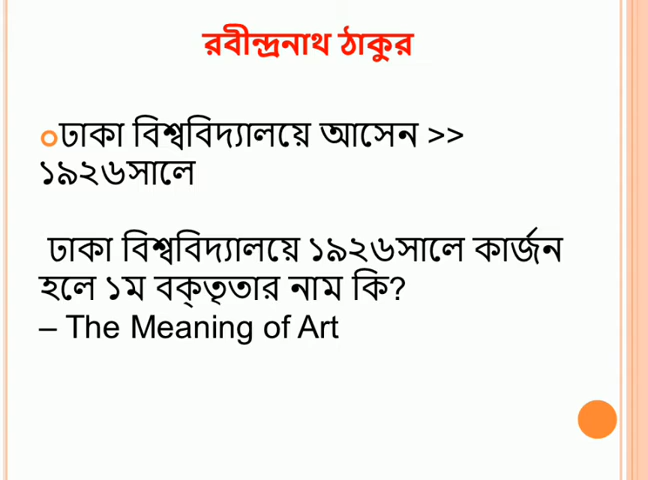 রবীন্দ্রনাথ ঠাকুর
ঢাকা বিশ্ববিদ্যালয়ে আসেন >>
১৯২৬সালে
ঢাকা বিশ্ববিদ্যালয়ে ১৯২৬সালে কার্জন
হলে ১ম বক্‌তৃতার নাম কি?
– The Meaning of Art